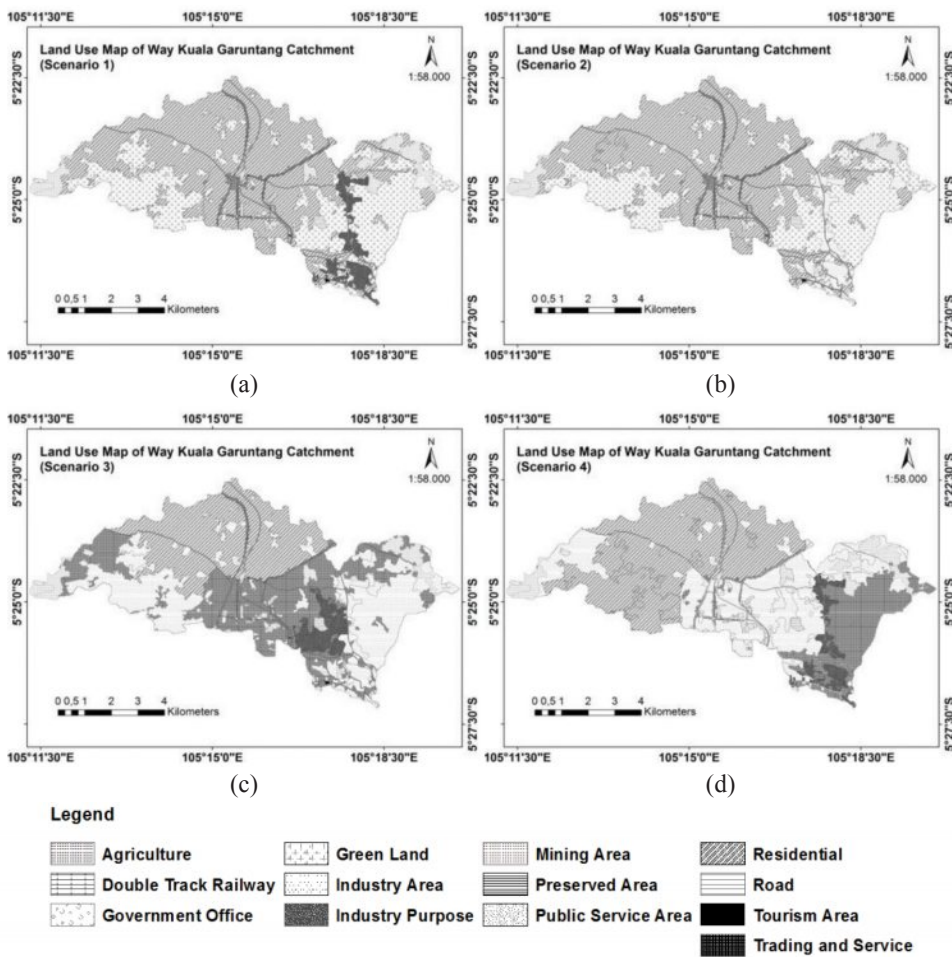 105°11'30"E 105°15'0"E 105°18'30"E
Land Use Map of Way Kuala Garuntang Catchment
(Scenario 1)
N
1:58.000
5°22'30"S
5°25'0"S
5°27'30"S
0 0,5 1 2 3 4
Kilometers
105°11'30"E 105°15'0"E 105°18'30"E
(a)
105°11'30"E 105°15'0"E 105°18'30"E
Land Use Map of Way Kuala Garuntang Catchment
(Scenario 2)
N
1:58.000
5°22'30"S
5°25'0"S
5°27'30"S
0 0,5 1 2 3 4
Kilometers
105°11'30"E 105°15'0"E 105°18'30"E
(b)
105°11'30"E 105°15'0"E 105°18'30"E
Land Use Map of Way Kuala Garuntang Catchment
(Scenario 3)
N
1:58.000
5°22'30"S
5°25'0"S
5°27'30"S
0 0,5 1 2 3 4
Kilometers
105°11'30"E 105°15'0"E 105°18'30"E
(c)
105°11'30"E 105°15'0"E 105°18'30"E
Land Use Map of Way Kuala Garuntang Catchment
(Scenario 4)
N
1:58.000
5°22'30"S
5°25'0"S
5°27'30"S
0 0,5 1 2 3 4
Kilometers
105°11'30"E 105°15'0"E 105°18'30"E
(d)
Legend
Agriculture
Double Track Railway
Government Office
Green Land
Industry Area
Industry Purpose
Mining Area
Preserved Area
Public Service Area
Residential
Road
Tourism Area
Trading and Service